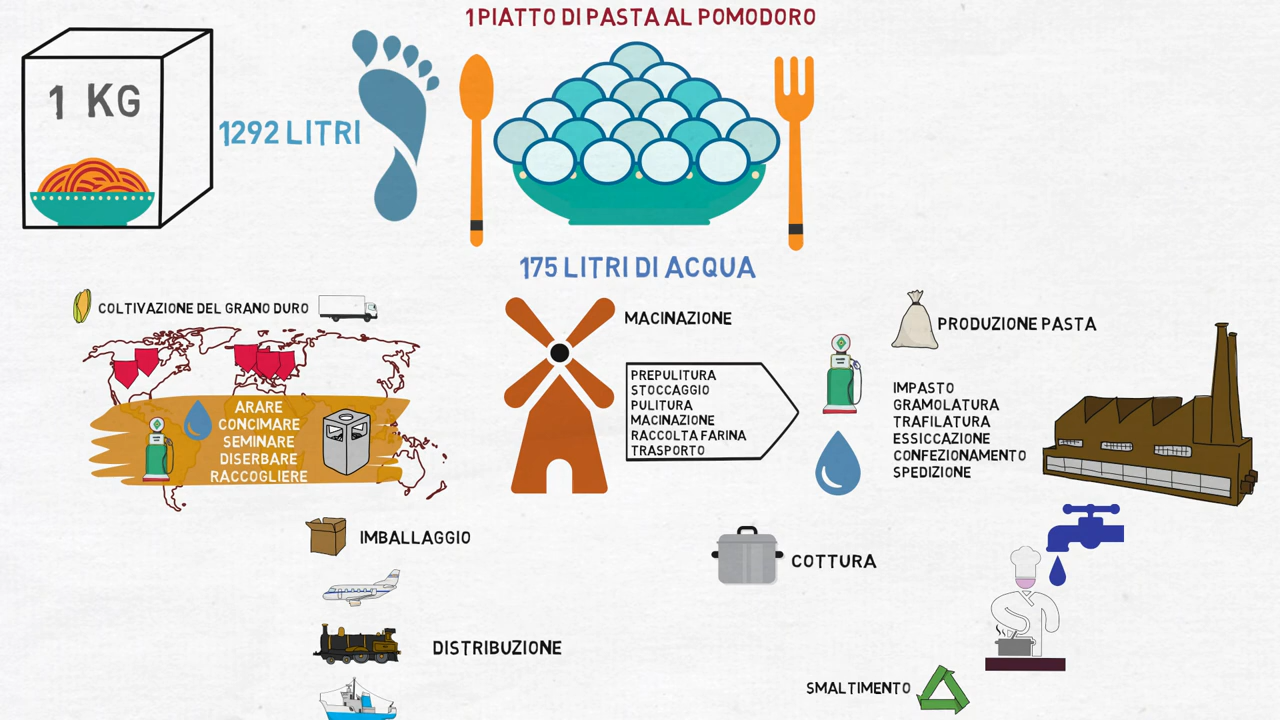 1 PIATTO DI PASTA AL POMODORO
1 KG
1292 LITRI
175 LITRI DI ACQUA
COLTIVAZIONE DEL GRANO DURO
ARARE
CONCIMARE
SEMINARE
DISERBARE
RACCOGLIERE
MACINAZIONE
PREPULITURA
STOCCAGGIO
PULITURA
MACINAZIONE
RACCOLTA FARINA
TRASPORTO
PRODUZIONE PASTA
IMPASTO
GRAMOLATURA
TRAFILATURA
ESSICCAZIONE
CONFEZIONAMENTO
SPEDIZIONE
IMBALLAGGIO
DISTRIBUZIONE
COTTURA
SMALTIMENTO